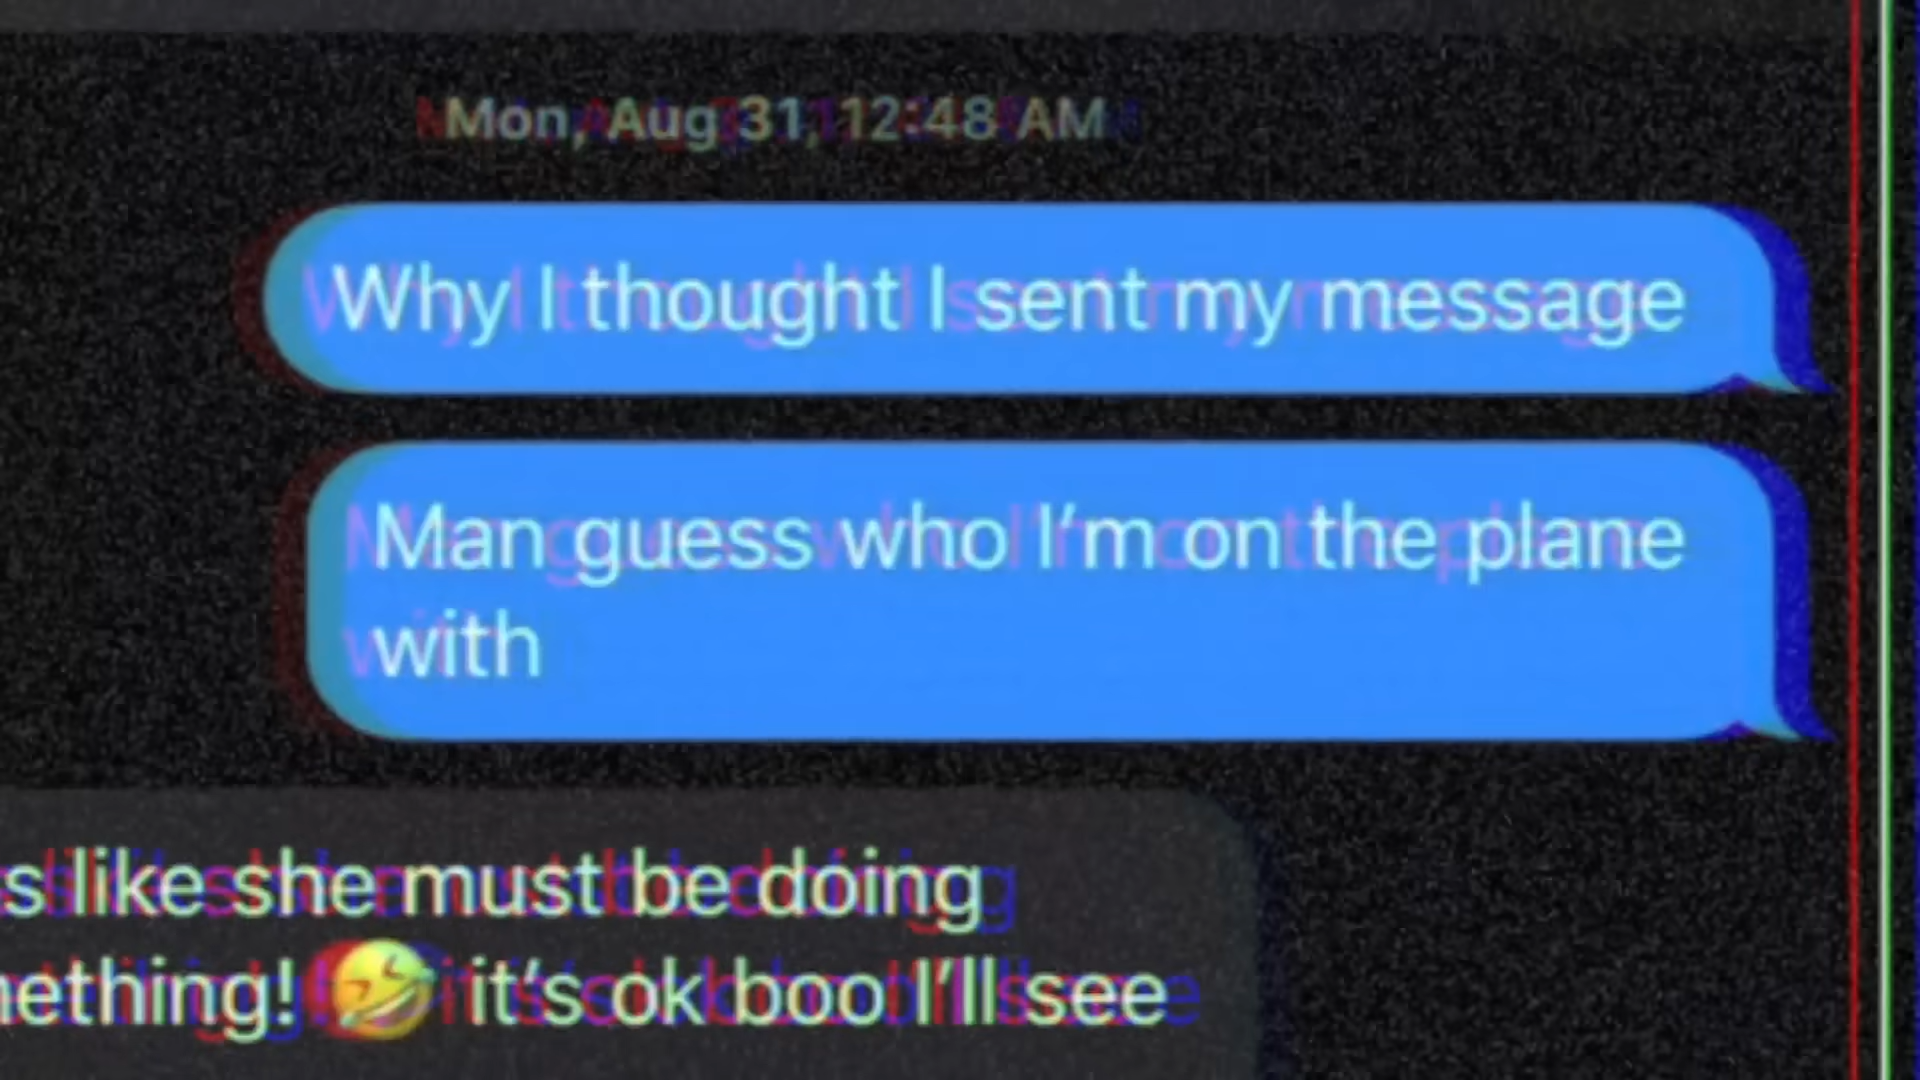 Mon, Aug 31, 12:48 AM
Why I thought I sent my message
Man guess who I'm on the plane
with
s like she must be doing
nething! 🤣 it's ok boo I'll see